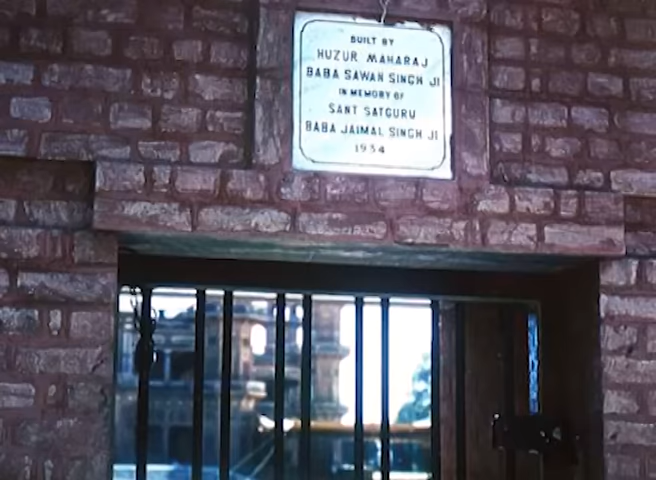 BUILT BY
HUZUR MAHARAJ
BABA SAWAN SINGH JI
IN MEMORY OF
SANT SATGURU
BABA JAIMAL SINGH JI
1934